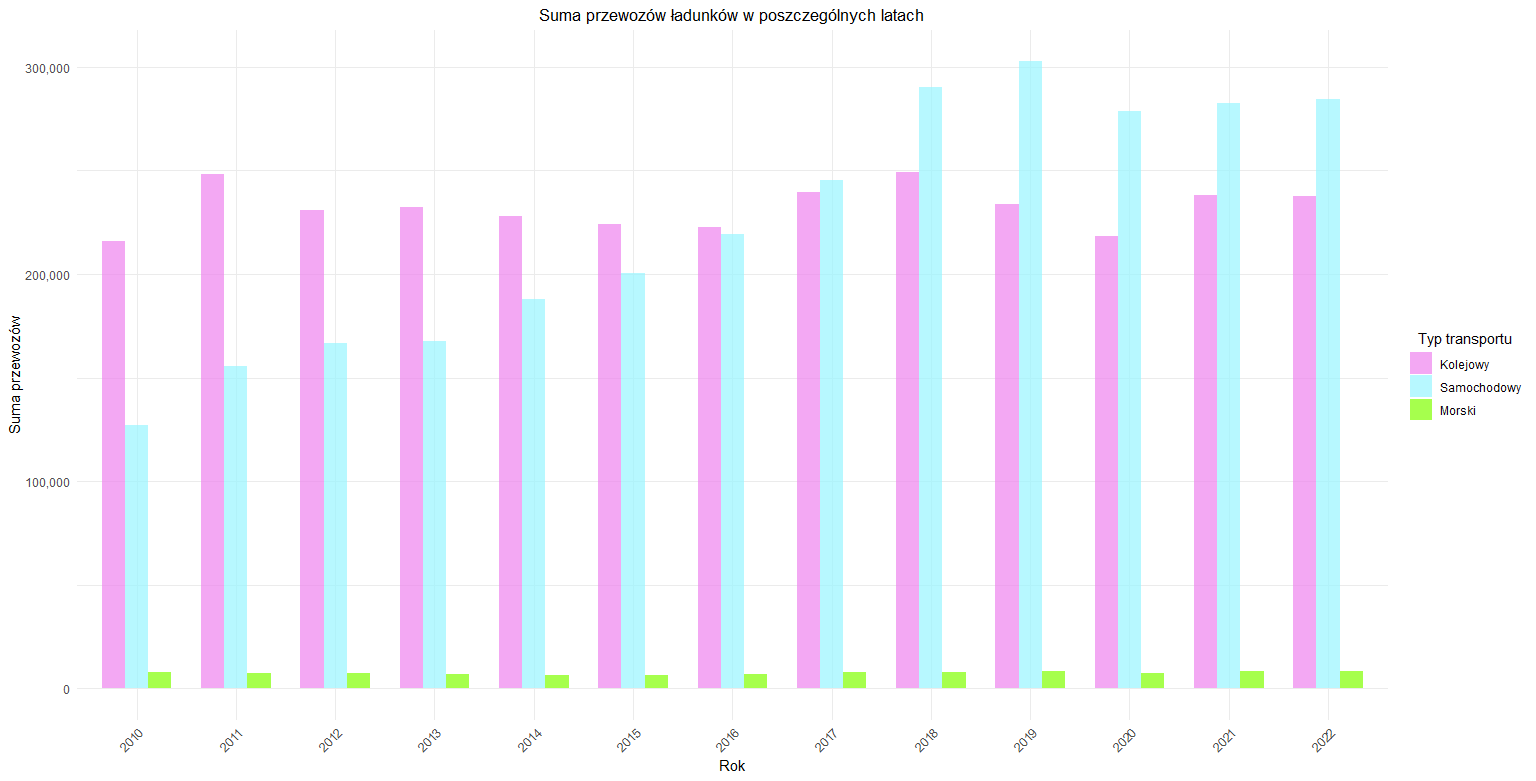 Suma przewozów ładunków w poszczególnych latach
Suma przewozów
300,000
200,000
100,000
0
2010
2011
2012
2013
2014
2015
2016
2017
2018
2019
2020
2021
2022
Rok
Typ transportu
Kolejowy
Samochodowy
Morski